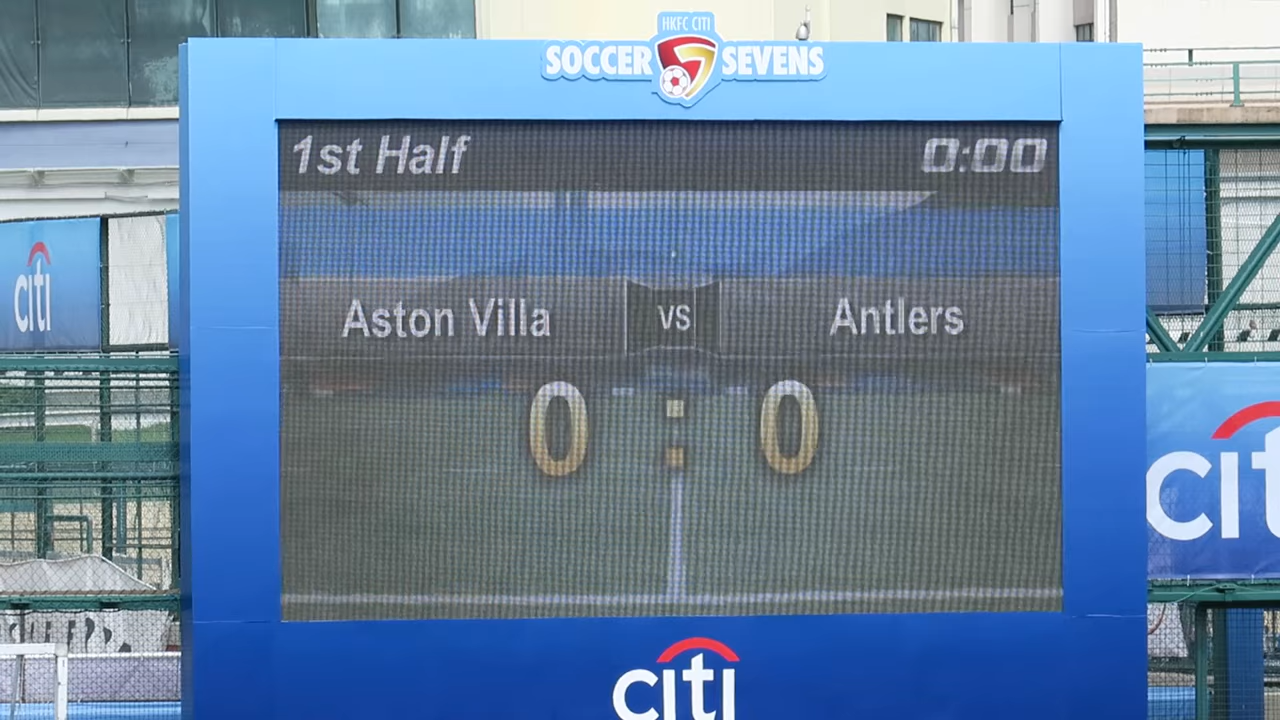 HKFC CITI
SOCCER SEVENS
1st Half 0:00
Aston Villa vs Antlers
0 : 0
citi
citi
citi